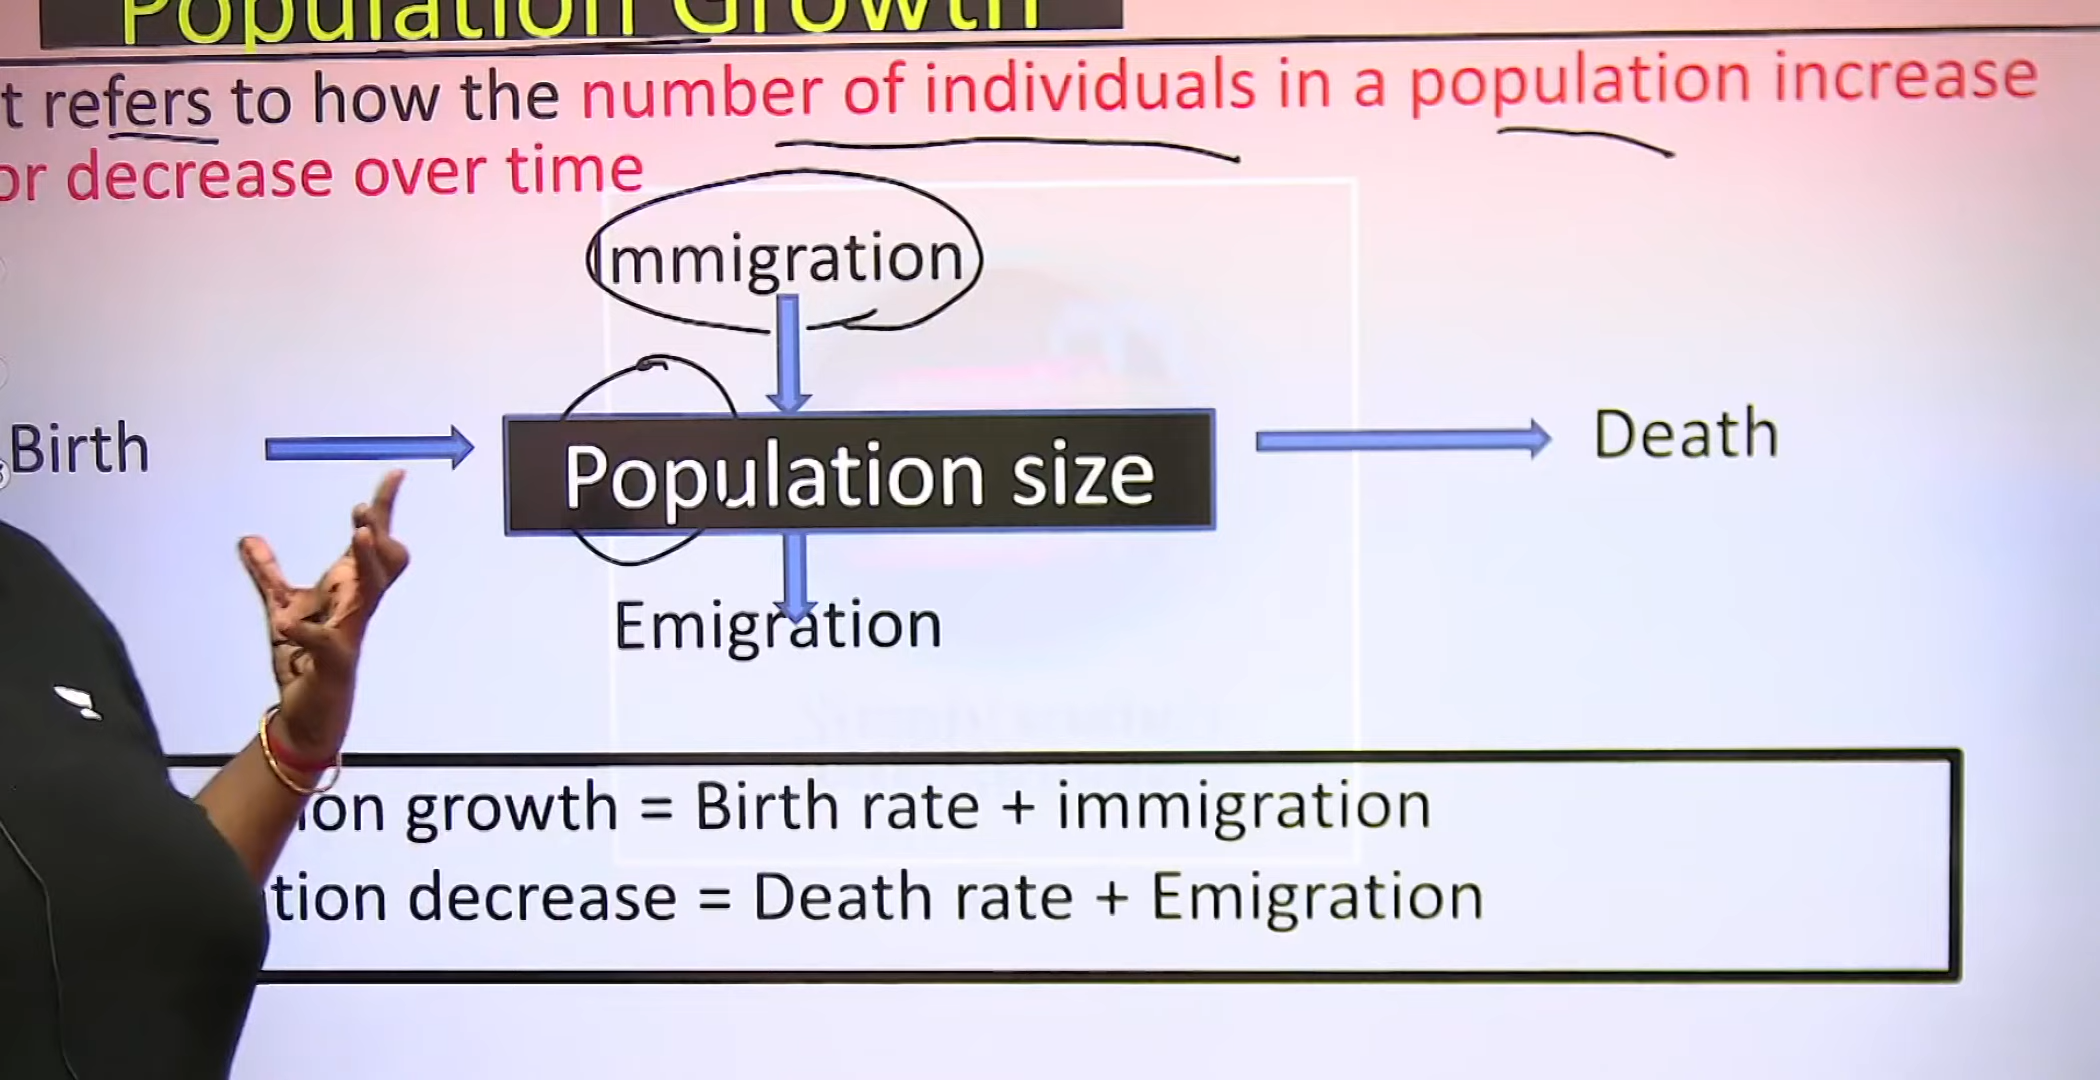 Population Growth
t refers to how the number of individuals in a population increase
or decrease over time
Immigration
Birth
Population size
Death
Emigration
ion growth = Birth rate + immigration
tion decrease = Death rate + Emigration